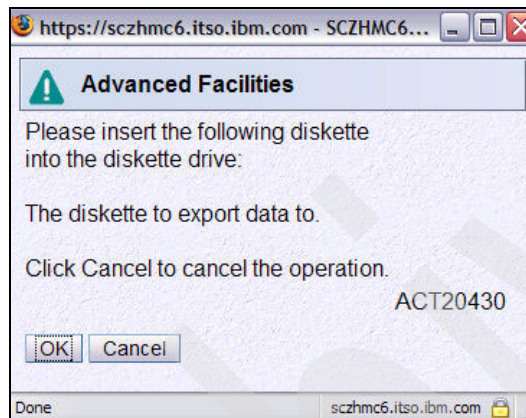 https://sczhmc6.itso.ibm.com - SCZHMC6...
Advanced Facilities
Please insert the following diskette
into the diskette drive:
The diskette to export data to.
Click Cancel to cancel the operation.
ACT20430
OK Cancel
Done sczhmc6.itso.ibm.com